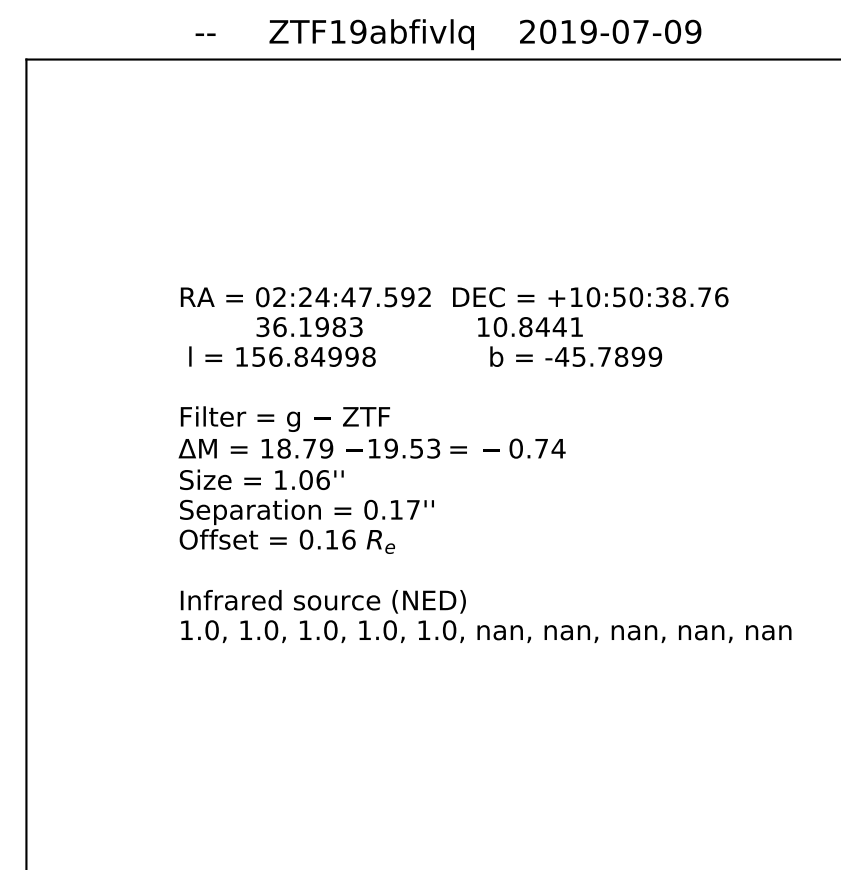 -- ZTF19abfivlq 2019-07-09
RA = 02:24:47.592 DEC = +10:50:38.76
36.1983 10.8441
l = 156.84998 b = -45.7899
Filter = g − ZTF
ΔM = 18.79 −19.53 = − 0.74
Size = 1.06''
Separation = 0.17''
Offset = 0.16 Rₑ
Infrared source (NED)
1.0, 1.0, 1.0, 1.0, 1.0, nan, nan, nan, nan, nan